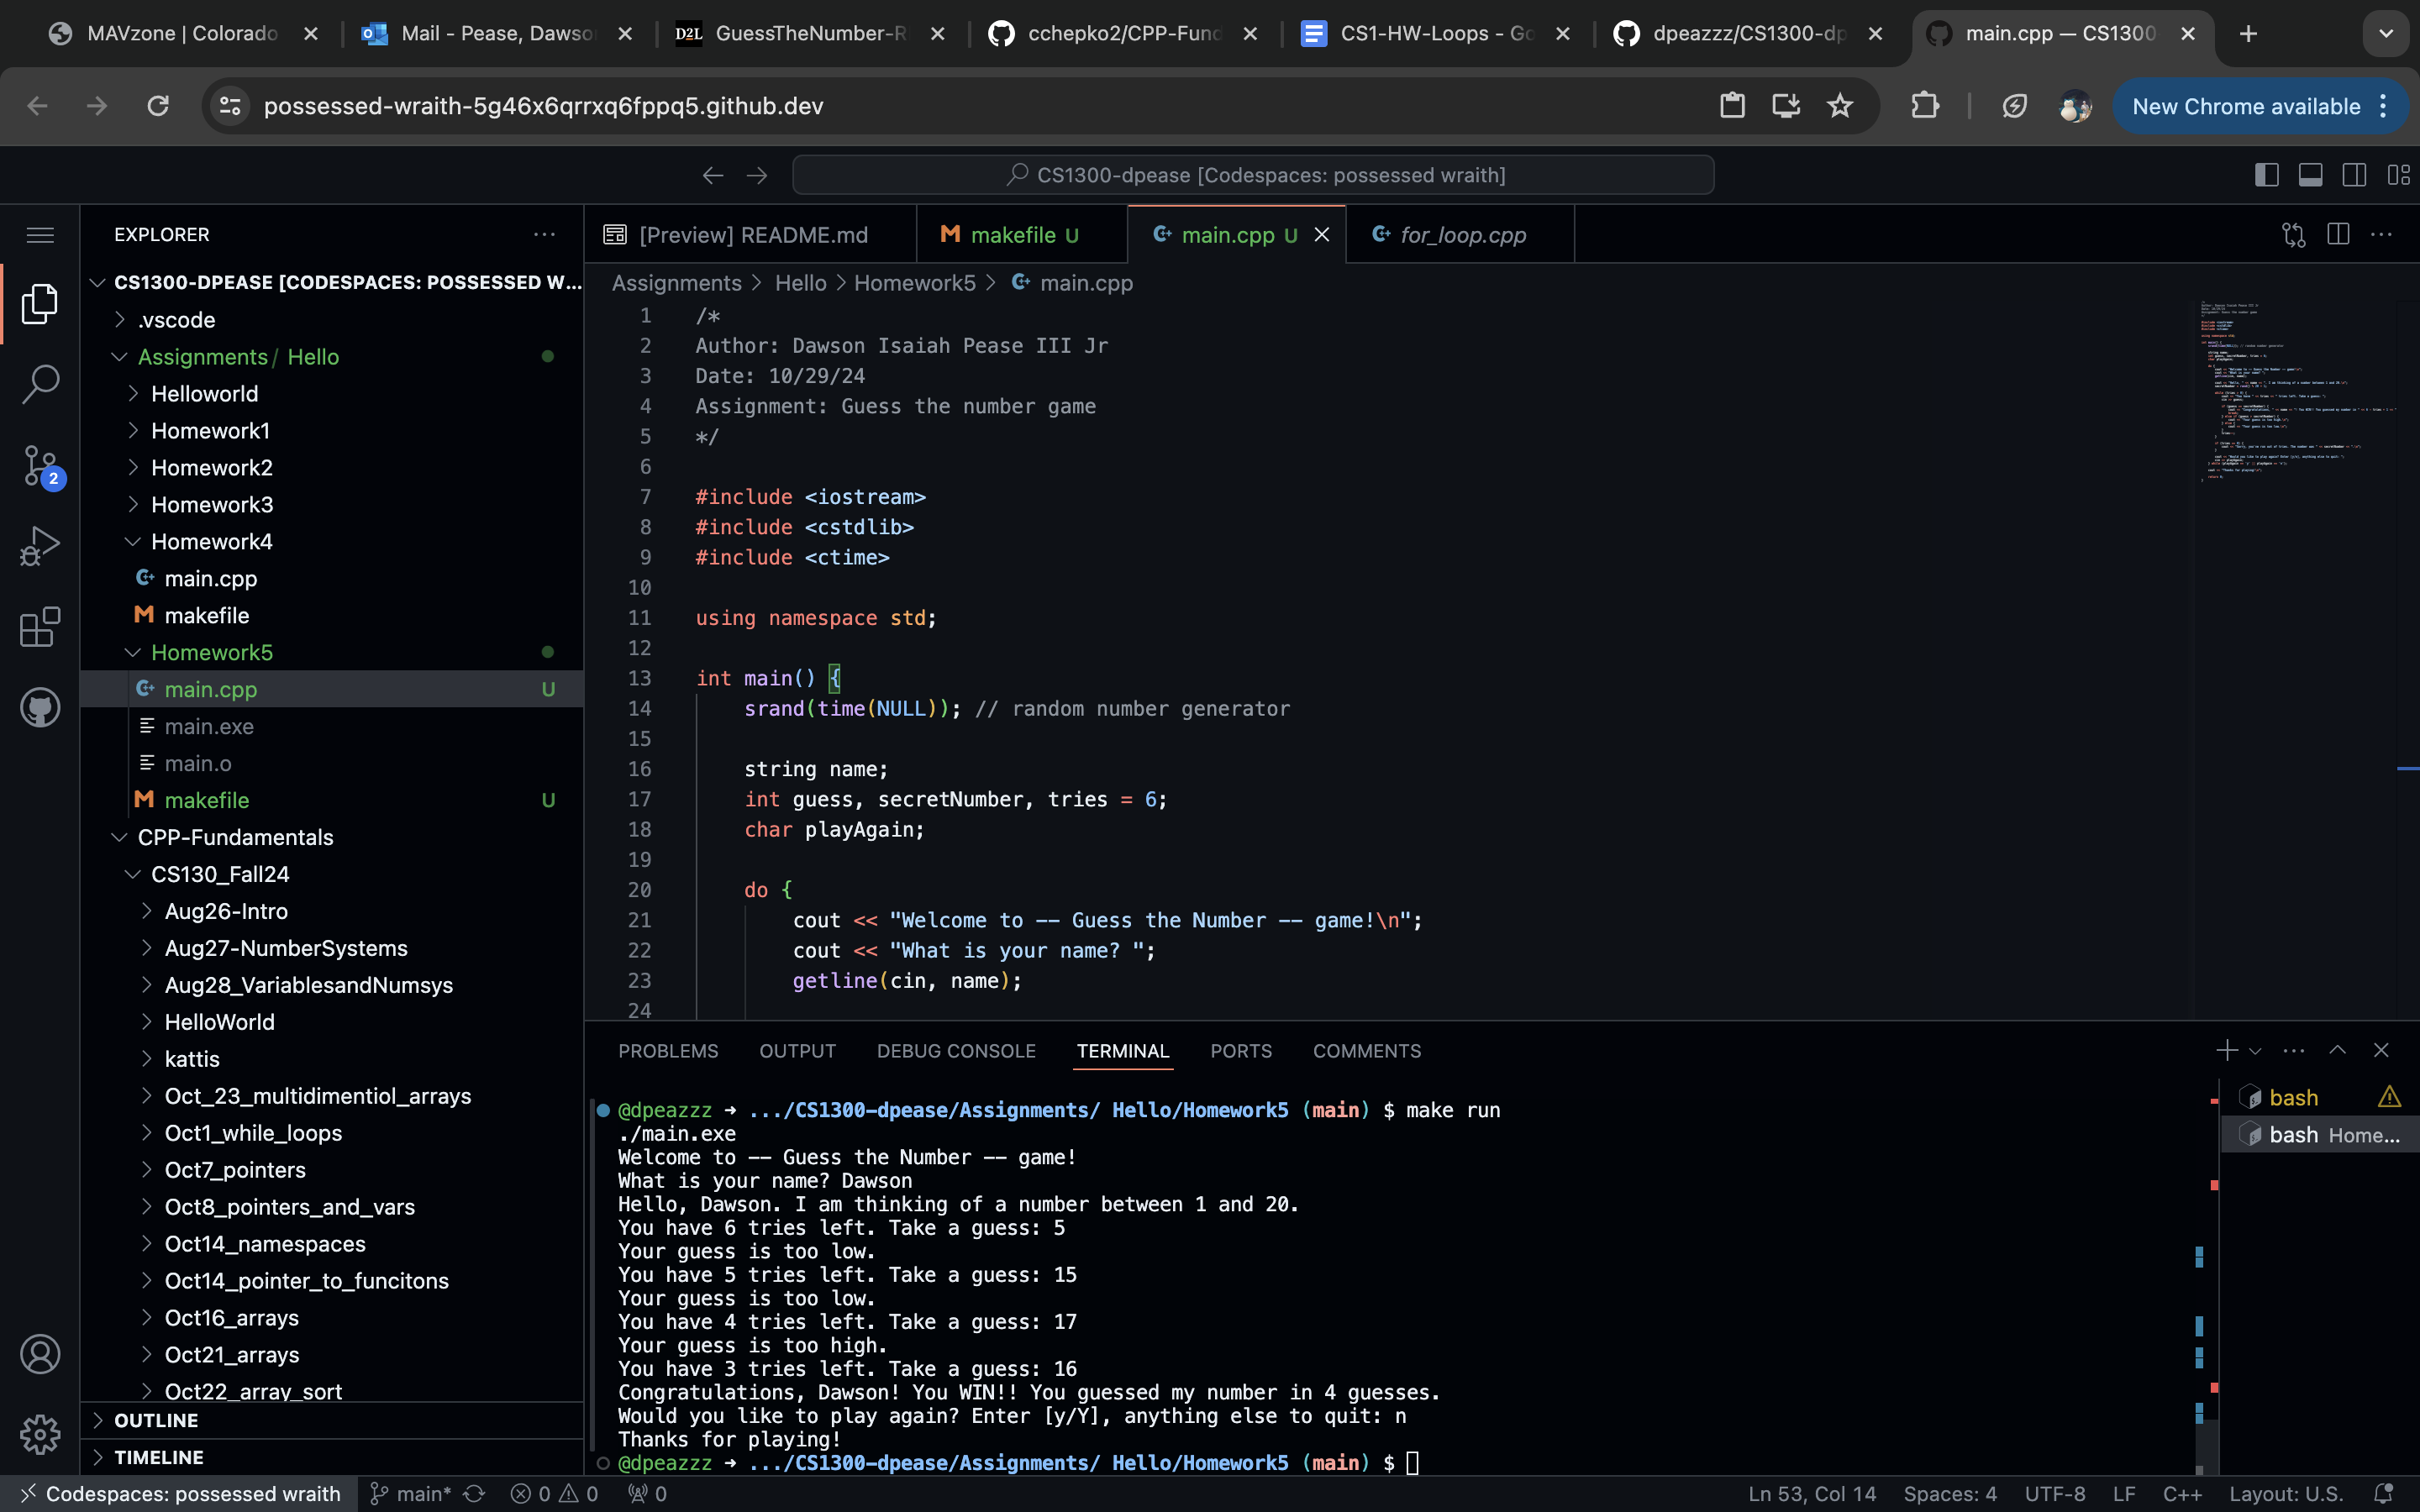 MAVzone | Colorado
Mail - Pease, Dawson
D2L GuessTheNumber-R
cchepko2/CPP-Fund
CS1-HW-Loops - Go
dpeazzz/CS1300-dp
main.cpp — CS1300
possessed-wraith-5g46x6qrrxq6fppq5.github.dev
New Chrome available
CS1300-dpease [Codespaces: possessed wraith]
EXPLORER
CS1300-DPEASE [CODESPACES: POSSESSED W...
.vscode
Assignments/ Hello
Helloworld
Homework1
Homework2
Homework3
Homework4
main.cpp
M makefile
Homework5
main.cpp U
main.exe
main.o
M makefile U
CPP-Fundamentals
CS130_Fall24
Aug26-Intro
Aug27-NumberSystems
Aug28_VariablesandNumsys
HelloWorld
kattis
Oct_23_multidimentiol_arrays
Oct1_while_loops
Oct7_pointers
Oct8_pointers_and_vars
Oct14_namespaces
Oct14_pointer_to_funcitons
Oct16_arrays
Oct21_arrays
Oct22_array_sort
OUTLINE
TIMELINE
2
[Preview] README.md
M makefile U
main.cpp U
for_loop.cpp
Assignments > Hello > Homework5 > main.cpp
1 /*
2 Author: Dawson Isaiah Pease III Jr
3 Date: 10/29/24
4 Assignment: Guess the number game
5 */
6
7 #include <iostream>
8 #include <cstdlib>
9 #include <ctime>
10
11 using namespace std;
12
13 int main() {
14 srand(time(NULL)); // random number generator
15
16 string name;
17 int guess, secretNumber, tries = 6;
18 char playAgain;
19
20 do {
21 cout << "Welcome to -- Guess the Number -- game!\n";
22 cout << "What is your name? ";
23 getline(cin, name);
24
PROBLEMS OUTPUT DEBUG CONSOLE TERMINAL PORTS COMMENTS
@dpeazzz → .../CS1300-dpease/Assignments/ Hello/Homework5 (main) $ make run
./main.exe
Welcome to -- Guess the Number -- game!
What is your name? Dawson
Hello, Dawson. I am thinking of a number between 1 and 20.
You have 6 tries left. Take a guess: 5
Your guess is too low.
You have 5 tries left. Take a guess: 15
Your guess is too low.
You have 4 tries left. Take a guess: 17
Your guess is too high.
You have 3 tries left. Take a guess: 16
Congratulations, Dawson! You WIN!! You guessed my number in 4 guesses.
Would you like to play again? Enter [y/Y], anything else to quit: n
Thanks for playing!
@dpeazzz → .../CS1300-dpease/Assignments/ Hello/Homework5 (main) $
bash
bash Home...
Codespaces: possessed wraith main* 0 0 0 Ln 53, Col 14 Spaces: 4 UTF-8 LF C++ Layout: U.S.